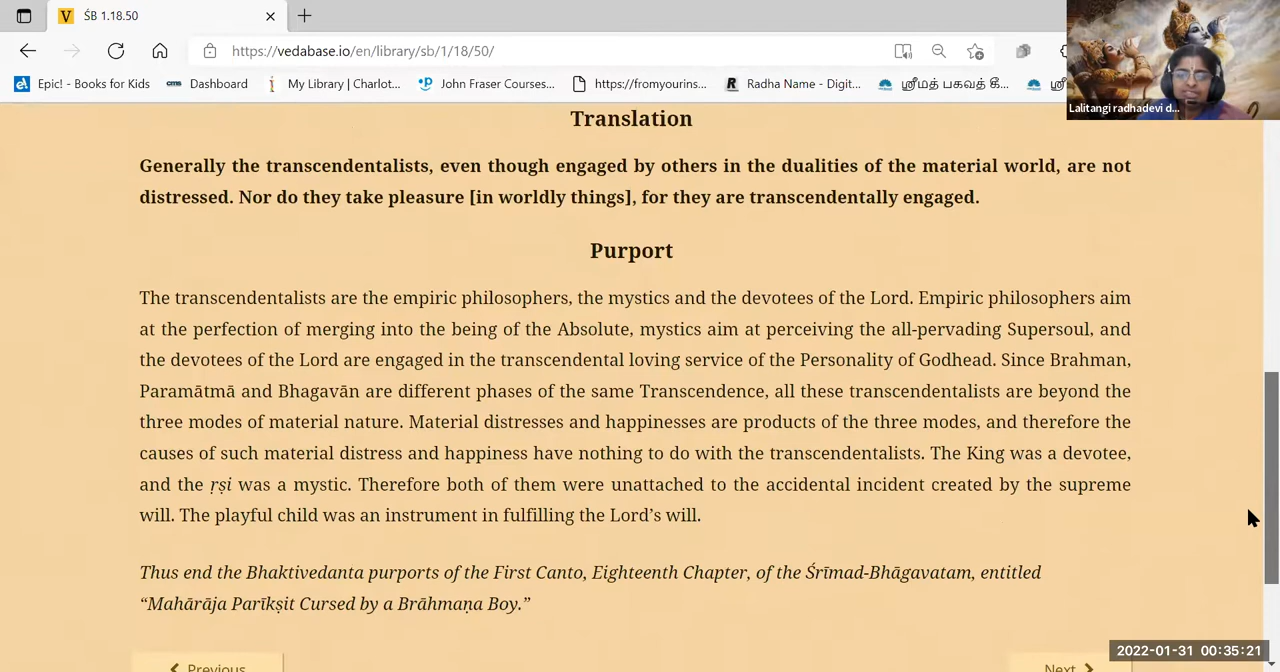 V ŚB 1.18.50
https://vedabase.io/en/library/sb/1/18/50/
Epic! - Books for Kids cms Dashboard My Library | Charlot... John Fraser Courses... https://fromyourins... R Radha Name - Digit... ஸ்ரீமத் பகவத் கீ...
Lalitangi radhadevi d...
Translation
Generally the transcendentalists, even though engaged by others in the dualities of the material world, are not
distressed. Nor do they take pleasure [in worldly things], for they are transcendentally engaged.
Purport
The transcendentalists are the empiric philosophers, the mystics and the devotees of the Lord. Empiric philosophers aim
at the perfection of merging into the being of the Absolute, mystics aim at perceiving the all-pervading Supersoul, and
the devotees of the Lord are engaged in the transcendental loving service of the Personality of Godhead. Since Brahman,
Paramātmā and Bhagavān are different phases of the same Transcendence, all these transcendentalists are beyond the
three modes of material nature. Material distresses and happinesses are products of the three modes, and therefore the
causes of such material distress and happiness have nothing to do with the transcendentalists. The King was a devotee,
and the ṛṣi was a mystic. Therefore both of them were unattached to the accidental incident created by the supreme
will. The playful child was an instrument in fulfilling the Lord’s will.
Thus end the Bhaktivedanta purports of the First Canto, Eighteenth Chapter, of the Śrīmad-Bhāgavatam, entitled
“Mahārāja Parīkṣit Cursed by a Brāhmaṇa Boy.”
Previous Next
2022-01-31 00:35:21